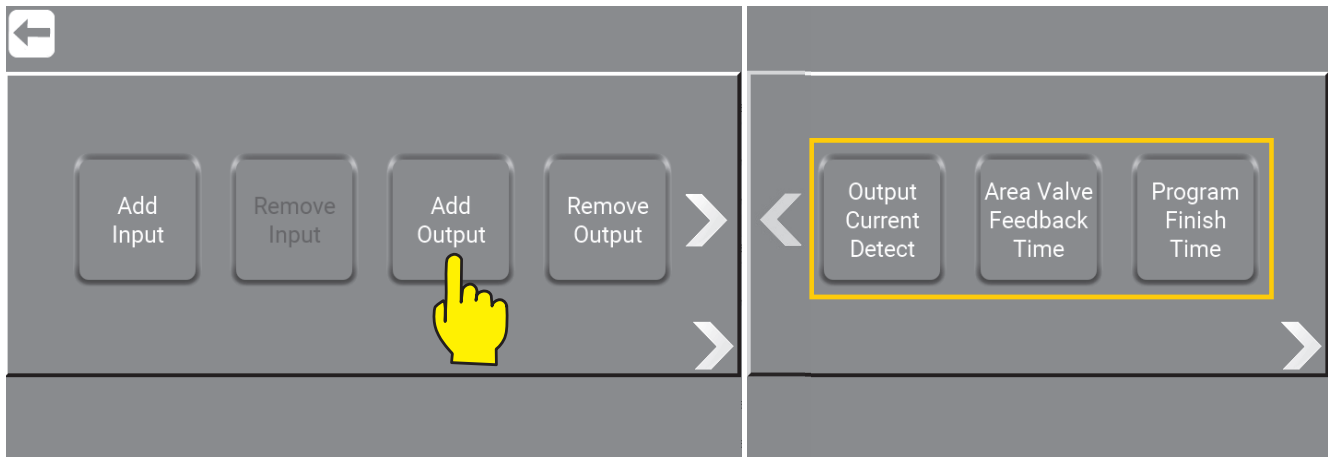 Add
Input
Remove
Input
Add
Output
Remove
Output
Output
Current
Detect
Area Valve
Feedback
Time
Program
Finish
Time